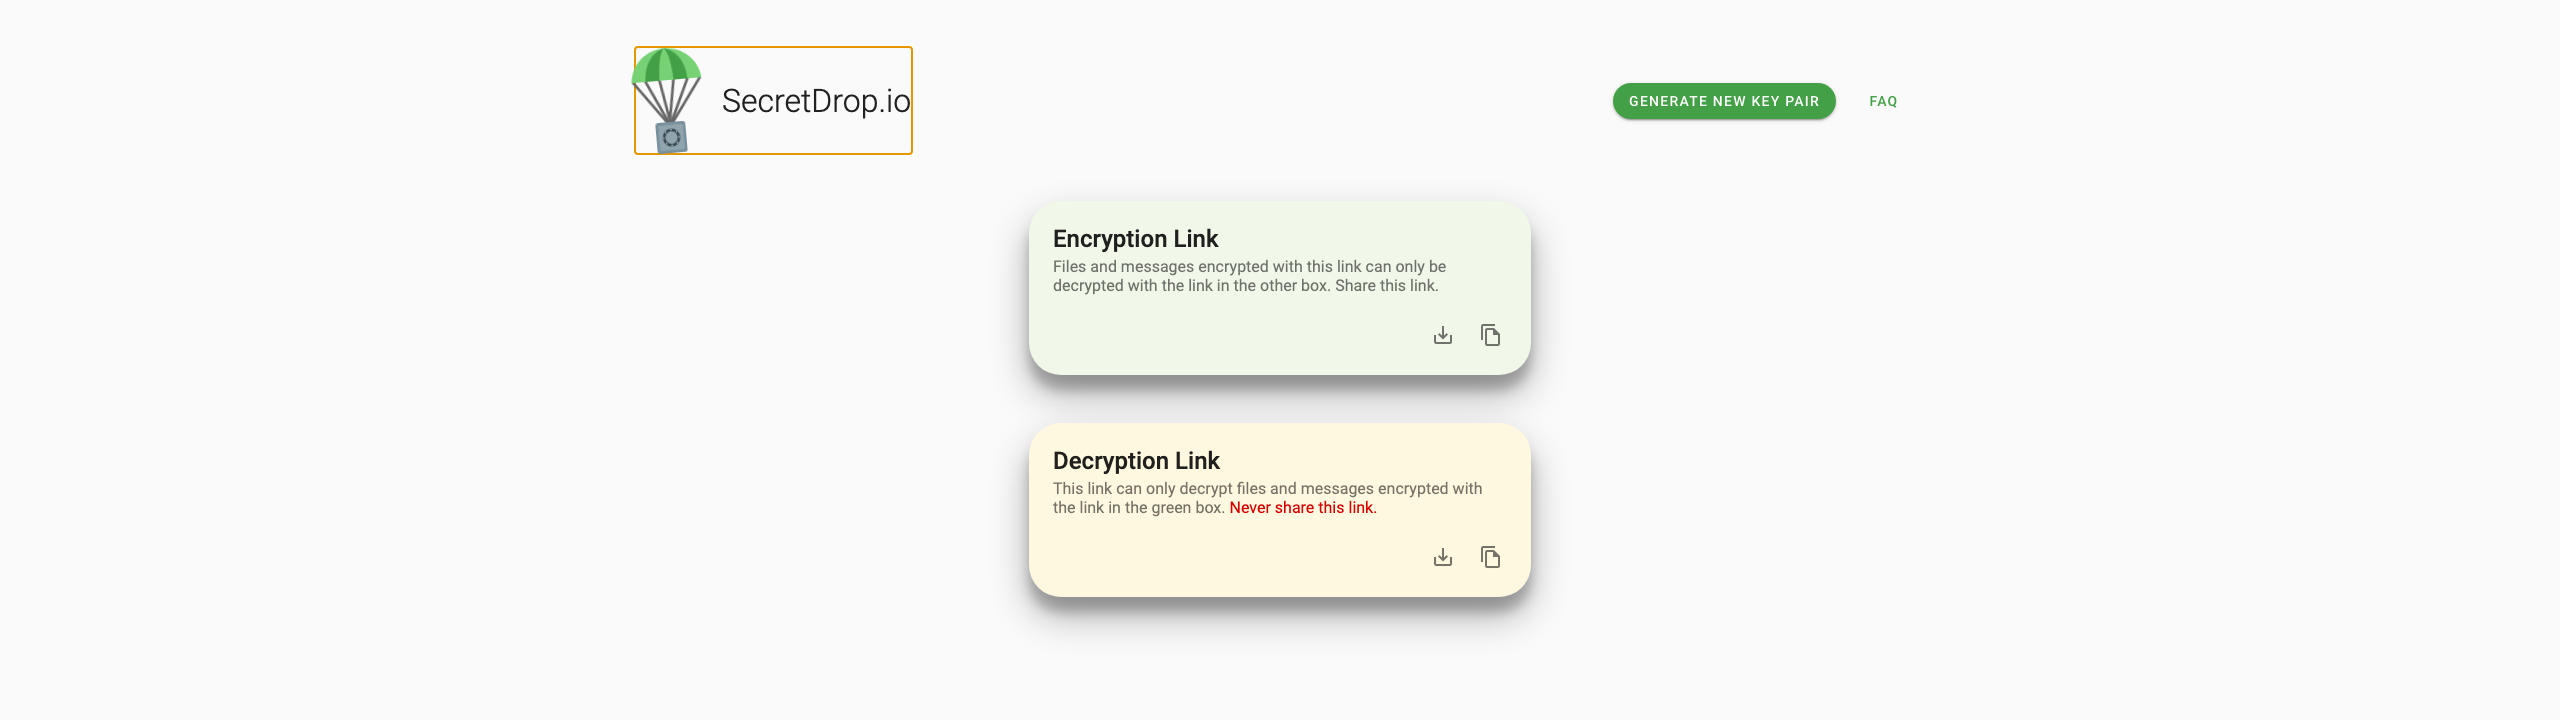 SecretDrop.io
GENERATE NEW KEY PAIR
FAQ
Encryption Link
Files and messages encrypted with this link can only be
decrypted with the link in the other box. Share this link.
Decryption Link
This link can only decrypt files and messages encrypted with
the link in the green box. Never share this link.